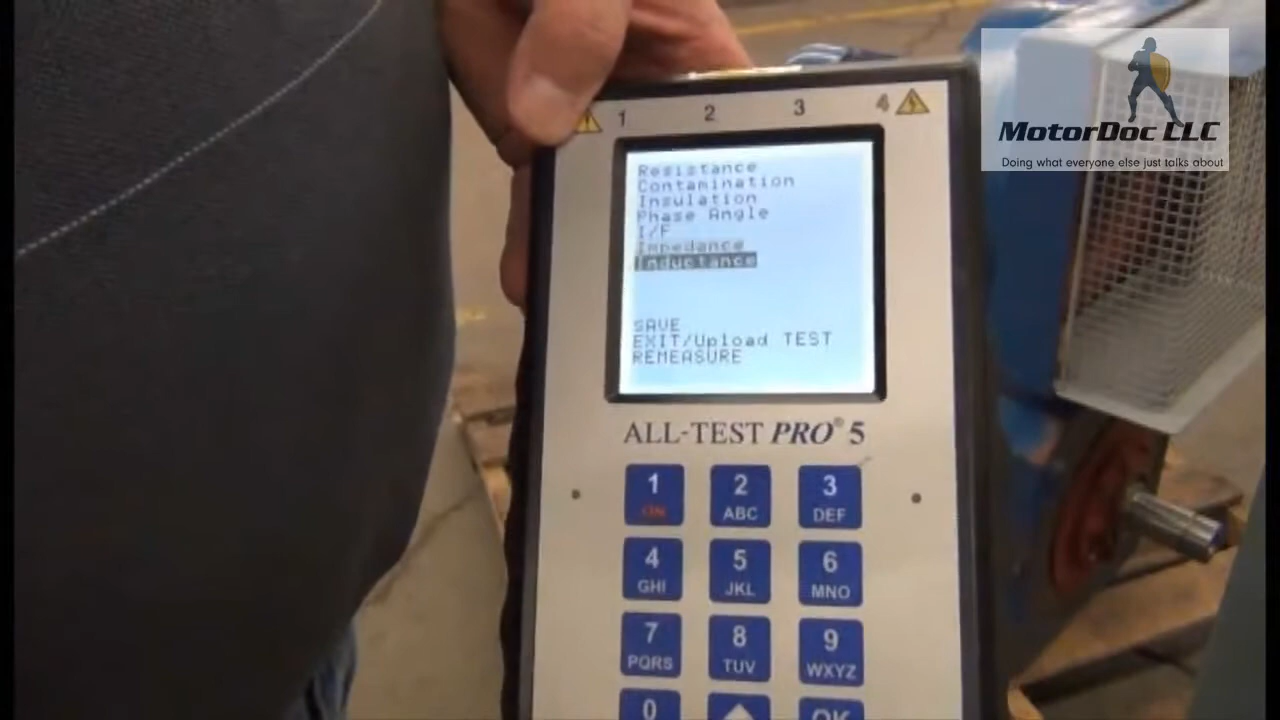 MotorDoc LLC
Doing what everyone else just talks about
1 2 3 4
Resistance
Contamination
Insulation
Phase Angle
I/F
Impedance
Inductance
SAVE
EXIT/Upload TEST
REMEASURE
ALL-TEST PRO® 5
1 2 3
ON ABC DEF
4 5 6
GHI JKL MNO
7 8 9
PQRS TUV WXYZ
0 OK